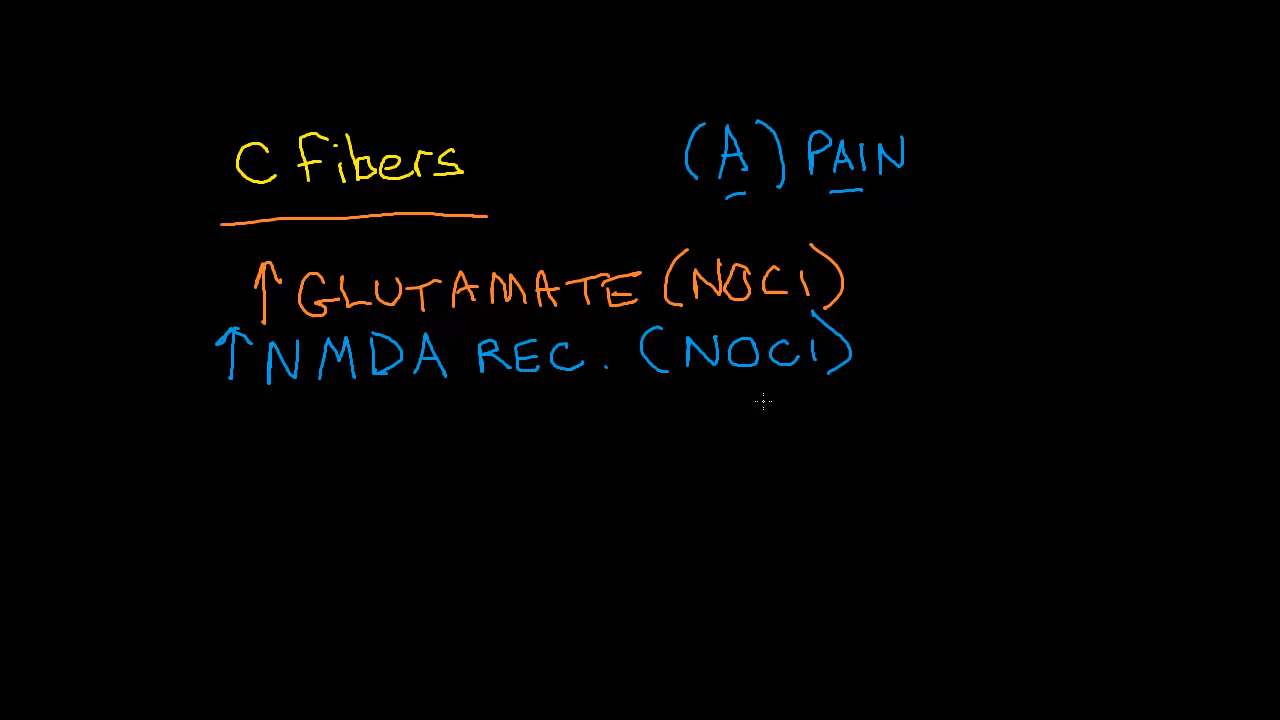 C fibers (A) PAIN
↑ GLUTAMATE (NOCI)
↑ NMDA REC. (NOCI)